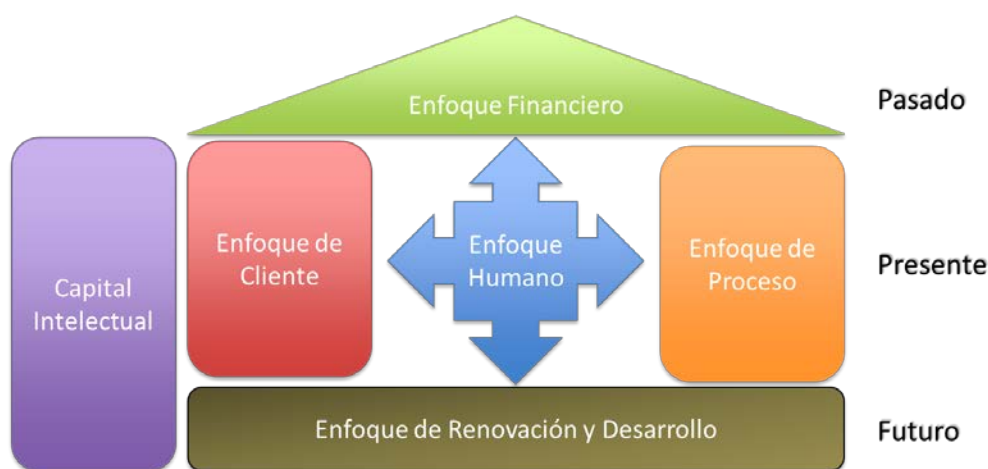 Enfoque Financiero
Pasado
Capital
Intelectual
Enfoque de
Cliente
Enfoque
Humano
Enfoque de
Proceso
Presente
Enfoque de Renovación y Desarrollo
Futuro